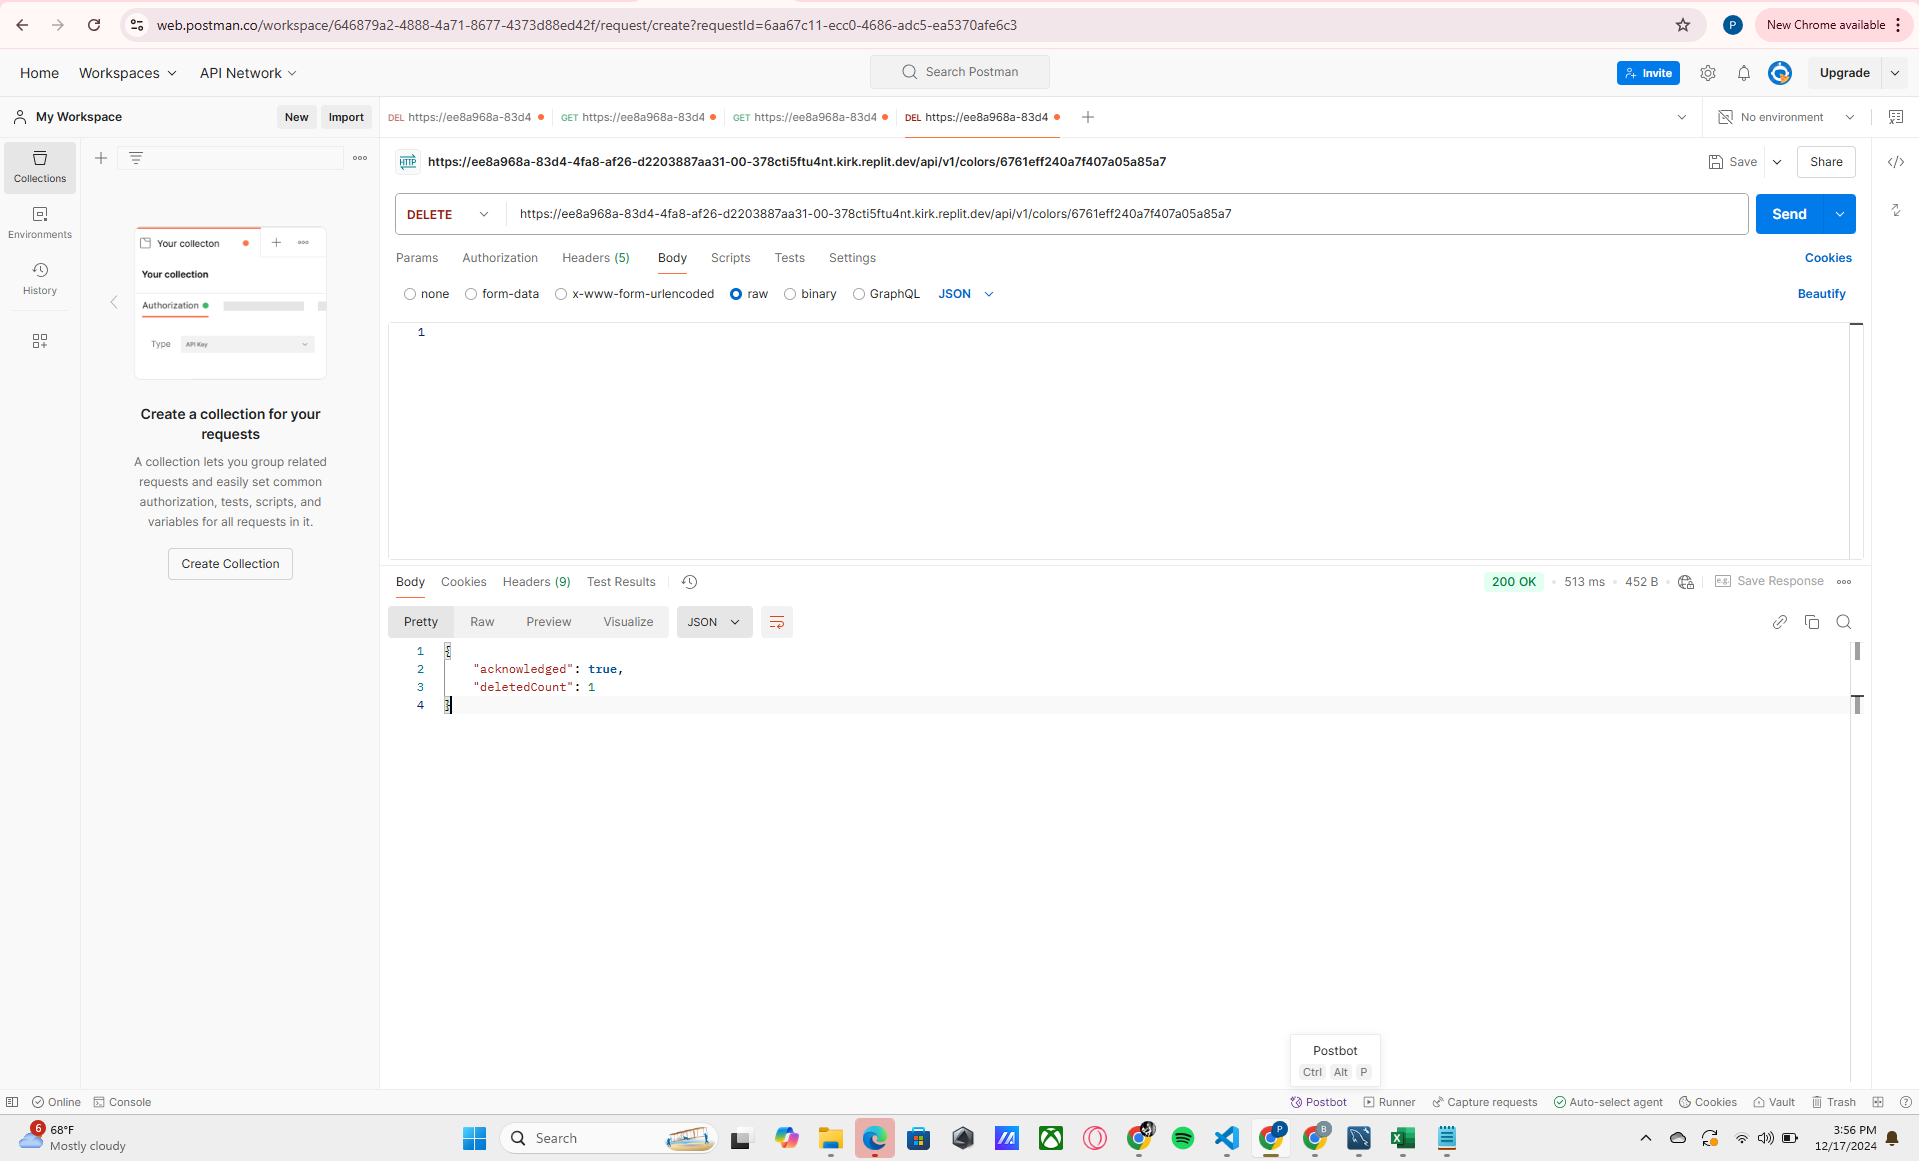 web.postman.co/workspace/646879a2-4888-4a71-8677-4373d88ed42f/request/create?requestId=6aa67c11-ecc0-4686-adc5-ea5370afe6c3
P
New Chrome available
Home
Workspaces
API Network
Search Postman
Invite
Upgrade
My Workspace
New
Import
DEL https://ee8a968a-83d4
GET https://ee8a968a-83d4
GET https://ee8a968a-83d4
DEL https://ee8a968a-83d4
No environment
Collections
Environments
History
HTTP https://ee8a968a-83d4-4fa8-af26-d2203887aa31-00-378cti5ftu4nt.kirk.replit.dev/api/v1/colors/6761eff240a7f407a05a85a7
Save
Share
DELETE
https://ee8a968a-83d4-4fa8-af26-d2203887aa31-00-378cti5ftu4nt.kirk.replit.dev/api/v1/colors/6761eff240a7f407a05a85a7
Send
Params
Authorization
Headers (5)
Body
Scripts
Tests
Settings
Cookies
none
form-data
x-www-form-urlencoded
raw
binary
GraphQL
JSON
Beautify
1
Your collecton
Your collection
Authorization
Type
API Key
Create a collection for your
requests
A collection lets you group related
requests and easily set common
authorization, tests, scripts, and
variables for all requests in it.
Create Collection
Body
Cookies
Headers (9)
Test Results
200 OK
513 ms
452 B
e.g.
Save Response
Pretty
Raw
Preview
Visualize
JSON
1 {
2 "acknowledged": true,
3 "deletedCount": 1
4 }
Postbot
Ctrl Alt P
Online
Console
Postbot
Runner
Capture requests
Auto-select agent
Cookies
Vault
Trash
6
68°F
Mostly cloudy
Search
P
B
3:56 PM
12/17/2024